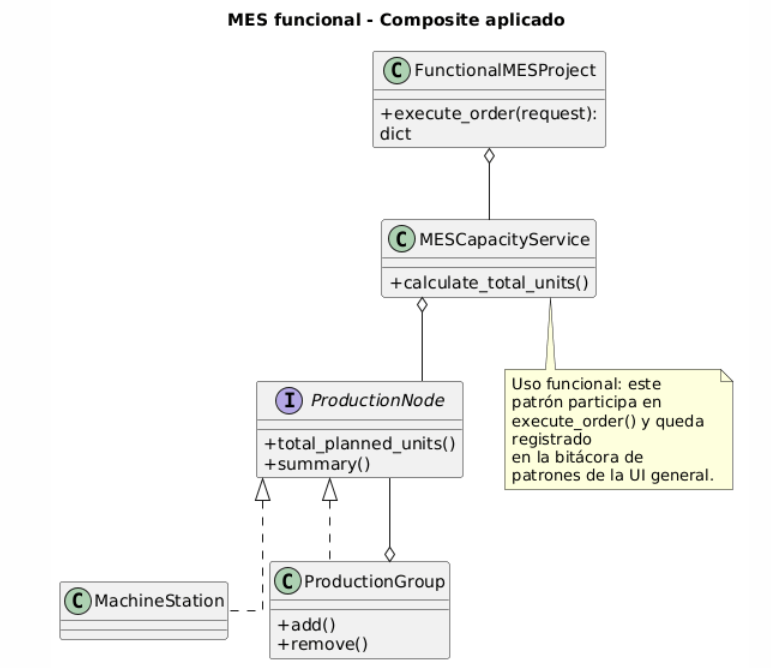 MES funcional - Composite aplicado
C FunctionalMESProject
+execute_order(request):
dict
C MESCapacityService
+calculate_total_units()
Uso funcional: este
patrón participa en
execute_order() y queda
registrado
en la bitácora de
patrones de la UI general.
I ProductionNode
+total_planned_units()
+summary()
C MachineStation
C ProductionGroup
+add()
+remove()